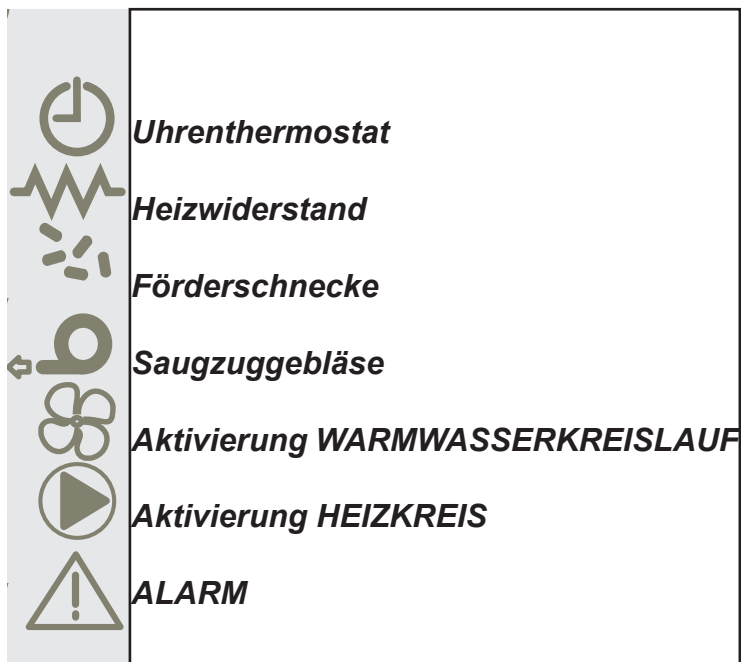 Uhrenthermostat
Heizwiderstand
Förderschnecke
Saugzuggebläse
Aktivierung WARMWASSERKREISLAUF
Aktivierung HEIZKREIS
ALARM